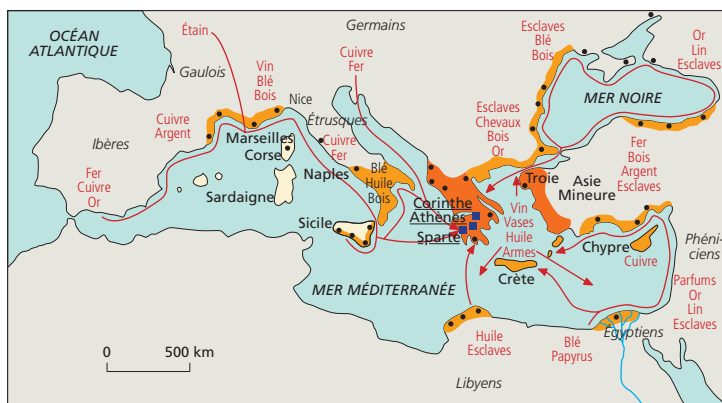 OCÉAN
ATLANTIQUE
Étain
Germains
Cuivre
Fer
Esclaves
Blé
Bois
Or
Lin
Esclaves
Gaulois
Vin
Blé
Bois
Nice
MER NOIRE
Cuivre
Argent
Étrusques
Esclaves
Chevaux
Bois
Or
Ibères
Marseilles
Corse
Cuivre
Fer
Fer
Bois
Argent
Esclaves
Fer
Cuivre
Or
Naples
Blé
Huile
Bois
Troie
Asie
Mineure
Sardaigne
Corinthe
Athènes
Sparte
Vin
Vases
Huile
Armes
Sicile
Chypre
Cuivre
Phéni-
ciens
Crète
MER MÉDITERRANÉE
Parfums
Or
Lin
Esclaves
Huile
Esclaves
Blé
Papyrus
Égyptiens
0 500 km
Libyens